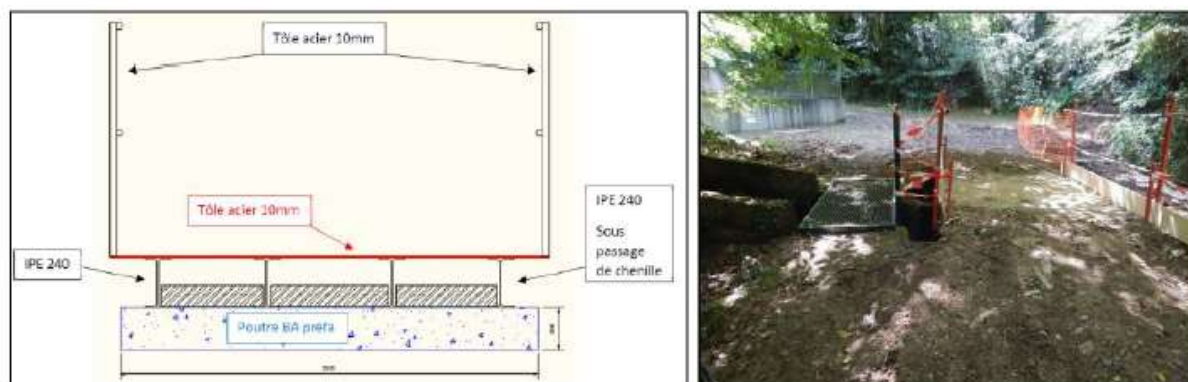 Tôle acier 10mm
Tôle acier 10mm
IPE 240
IPE 240
Sous
passage
de chenille
Poutre BA préfa